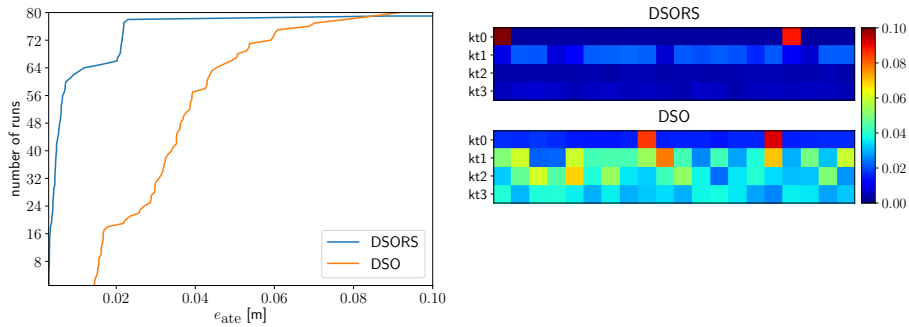 80
72
64
56
48
40
32
24
16
8
number of runs
0.02
0.04
0.06
0.08
0.10
e_ate [m]
DSORS
DSO
DSORS
kt0
kt1
kt2
kt3
DSO
kt0
kt1
kt2
kt3
0.10
0.08
0.06
0.04
0.02
0.00